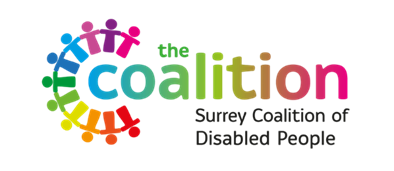 the
coalition
Surrey Coalition of
Disabled People